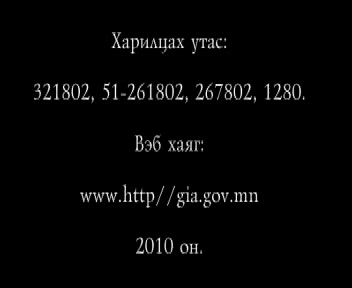 Харилцах утас:
321802, 51-261802, 267802, 1280.
Вэб хаяг:
www.http//gia.gov.mn
2010 он.